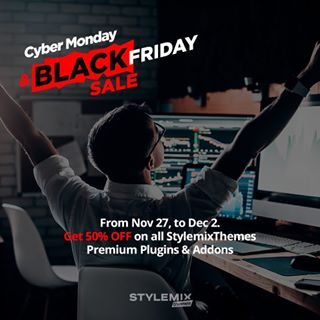 Cyber Monday
& BLACK FRIDAY
SALE
From Nov 27, to Dec 2.
Get 50% OFF on all StylemixThemes
Premium Plugins & Addons
STYLEMIX